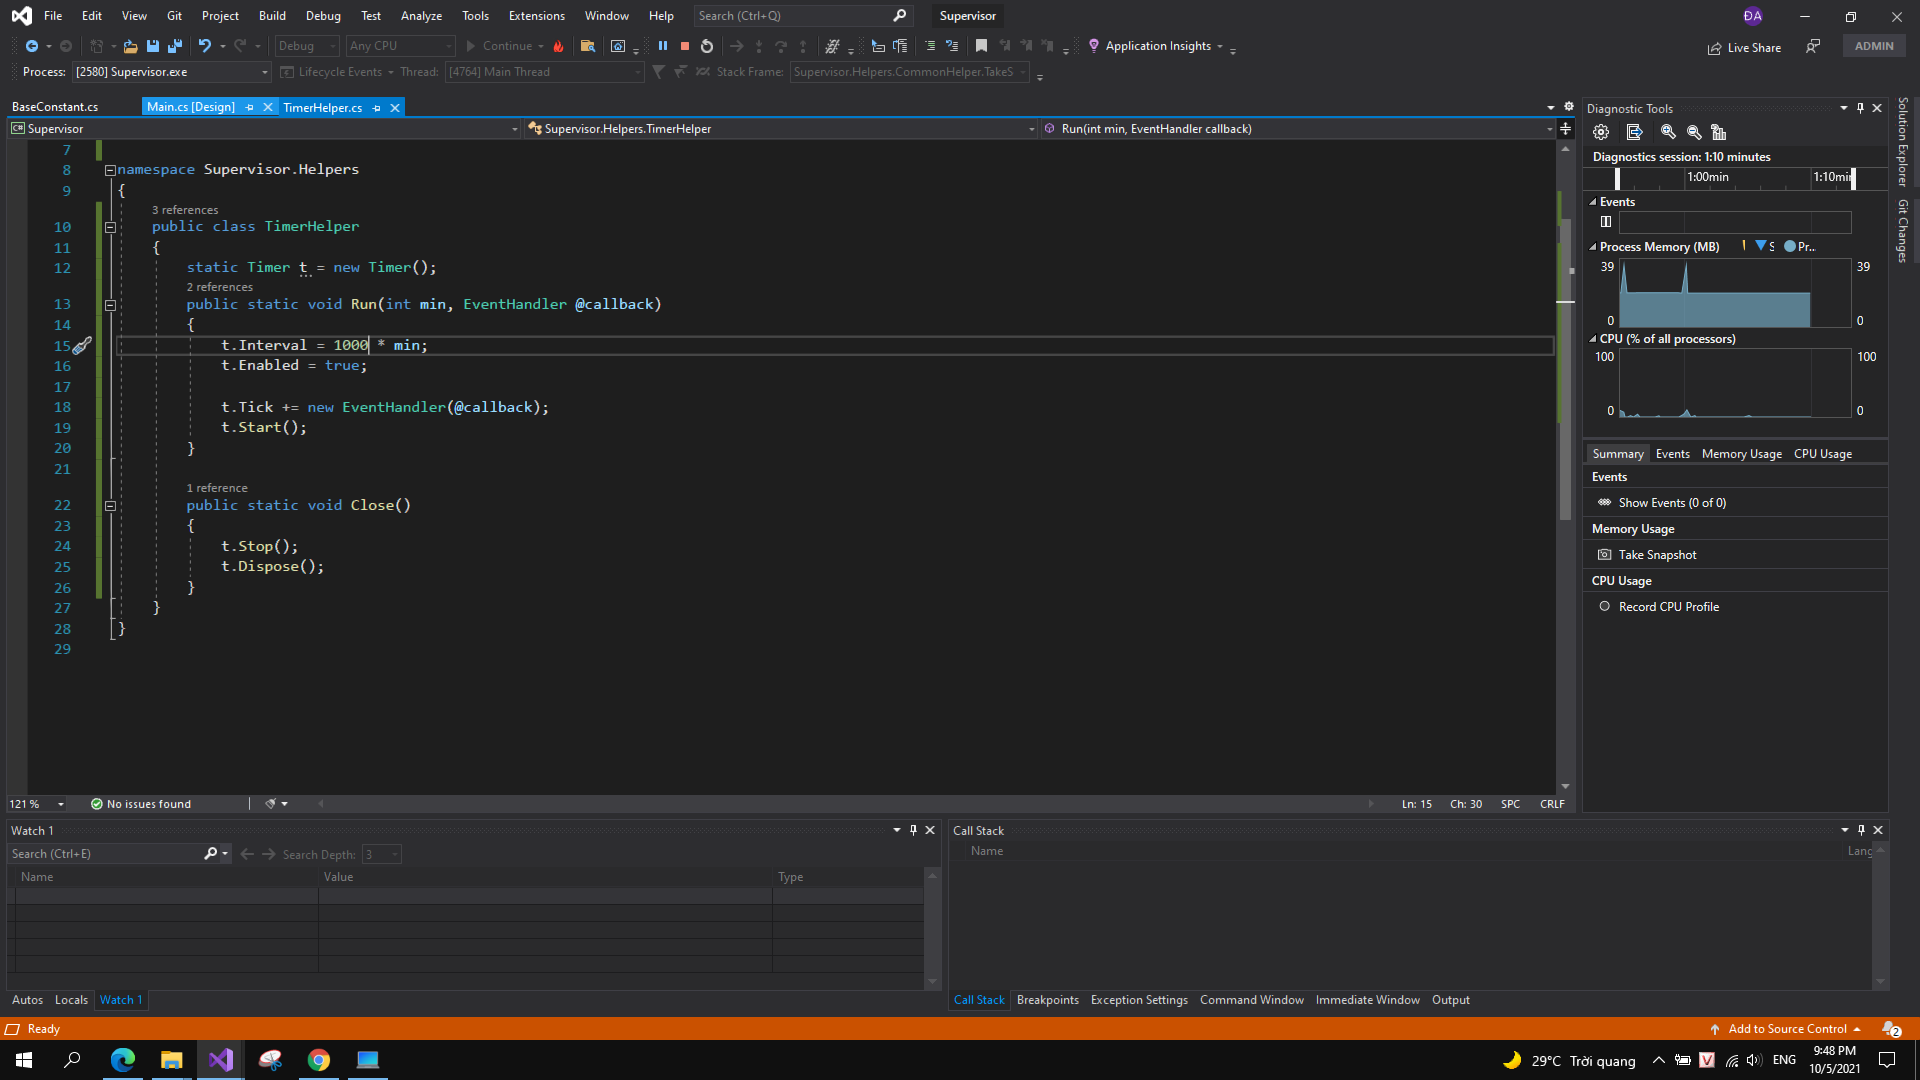 File Edit View Git Project Build Debug Test Analyze Tools Extensions Window Help Search (Ctrl+Q) Supervisor ĐA
Debug Any CPU Continue Application Insights Live Share ADMIN
Process: [2580] Supervisor.exe Lifecycle Events Thread: [4764] Main Thread Stack Frame: Supervisor.Helpers.CommonHelper.TakeS
BaseConstant.cs Main.cs [Design] TimerHelper.cs
C# Supervisor Supervisor.Helpers.TimerHelper Run(int min, EventHandler callback)
7
8 namespace Supervisor.Helpers
9 {
3 references
10 public class TimerHelper
11 {
12 static Timer t = new Timer();
2 references
13 public static void Run(int min, EventHandler @callback)
14 {
15 t.Interval = 1000 * min;
16 t.Enabled = true;
17
18 t.Tick += new EventHandler(@callback);
19 t.Start();
20 }
21
1 reference
22 public static void Close()
23 {
24 t.Stop();
25 t.Dispose();
26 }
27 }
28 }
29
121 % No issues found Ln: 15 Ch: 30 SPC CRLF
Diagnostic Tools
Diagnostics session: 1:10 minutes
1:00min 1:10min
Events
Process Memory (MB) S Pr...
39 39
0 0
CPU (% of all processors)
100 100
0 0
Summary Events Memory Usage CPU Usage
Events
Show Events (0 of 0)
Memory Usage
Take Snapshot
CPU Usage
Record CPU Profile
Solution Explorer
Git Changes
Watch 1
Search (Ctrl+E) Search Depth: 3
Name Value Type
Autos Locals Watch 1
Call Stack
Name Lang
Call Stack Breakpoints Exception Settings Command Window Immediate Window Output
Ready Add to Source Control 2
29°C Trời quang V ENG 9:48 PM
10/5/2021